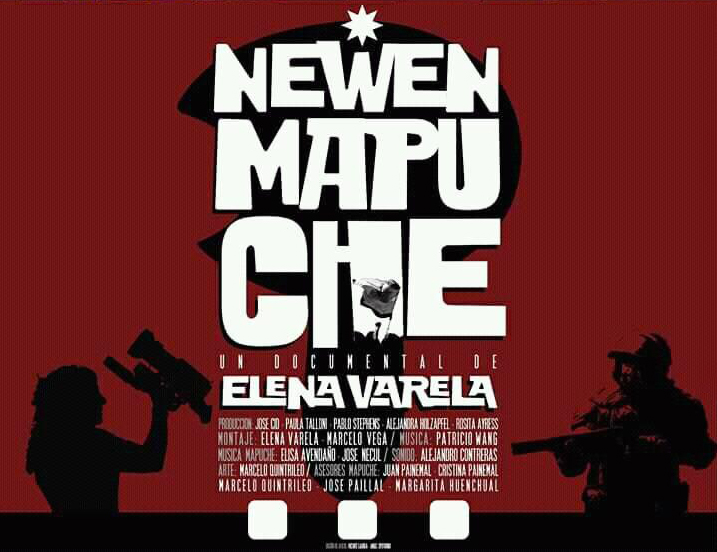 NEWEN
MAPU
CHE
UN DOCUMENTAL DE
ELENA VARELA
PRODUCCION: JOSE CID - PAULA TALLONI - PABLO STEPHENS - ALEJANDRA HOLZAPFEL - ROSITA AYRESS
MONTAJE: ELENA VARELA - MARCELO VEGA / MUSICA: PATRICIO WANG
MUSICA MAPUCHE: ELISA AVENDAÑO - JOSE NECUL / SONIDO: ALEJANDRO CONTRERAS
ARTE: MARCELO QUINTRILEO / ASESORES MAPUCHE: JUAN PAINEMAL - CRISTINA PAINEMAL
MARCELO QUINTRILEO - JOSE PAILLAL - MARGARITA HUENCHUAL